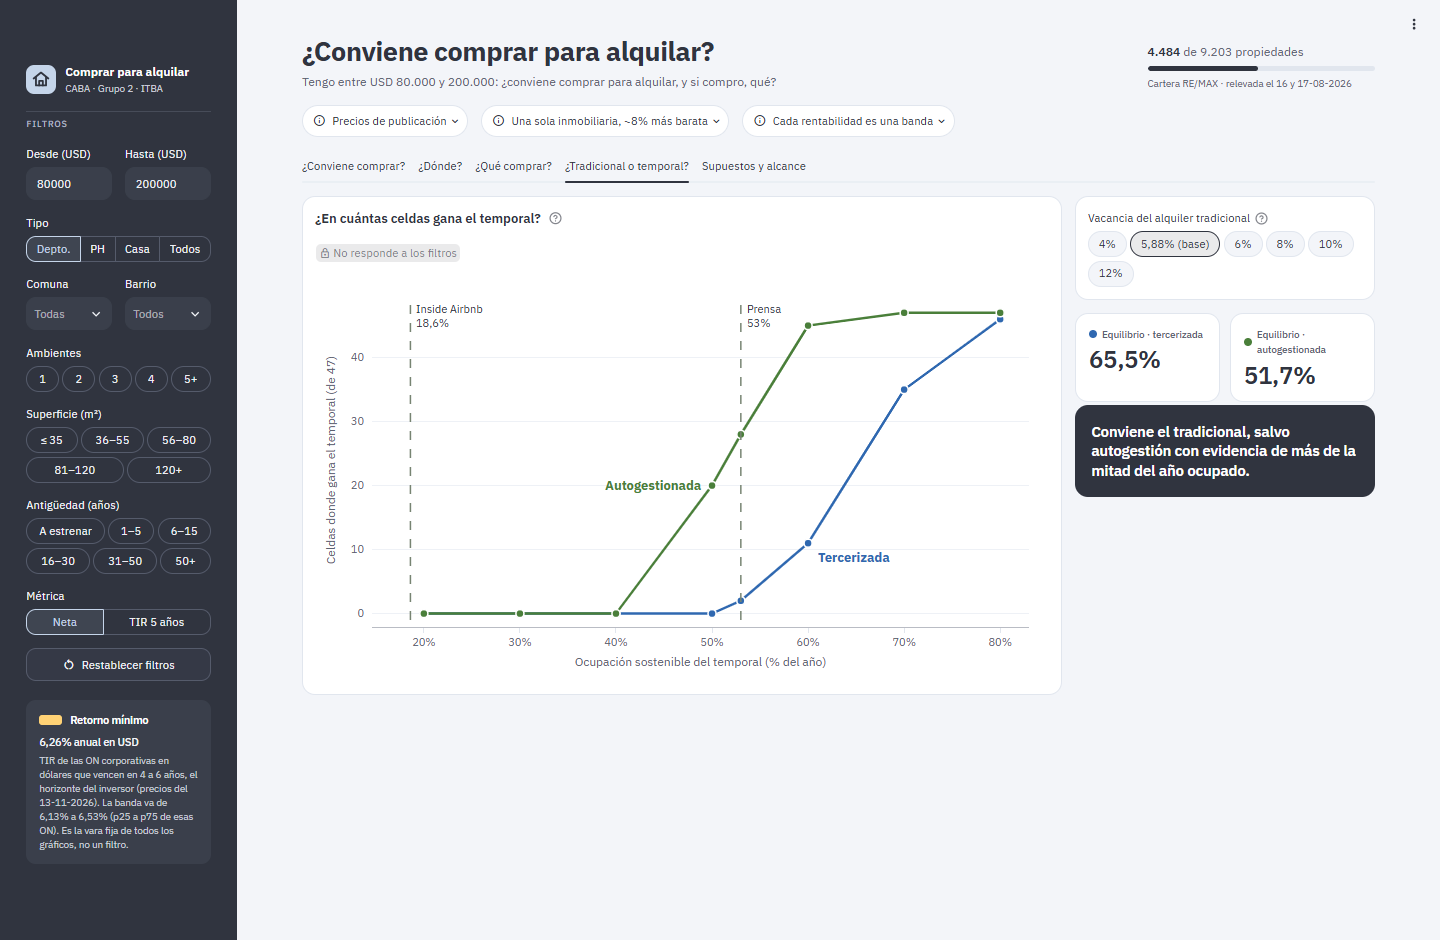 Comprar para alquilar
CABA · Grupo 2 · ITBA
FILTROS
Desde (USD)
Hasta (USD)
80000
200000
Tipo
Depto.
PH
Casa
Todos
Comuna
Barrio
Todas
Todos
Ambientes
1
2
3
4
5+
Superficie (m²)
≤ 35
36–55
56–80
81–120
120+
Antigüedad (años)
A estrenar
1–5
6–15
16–30
31–50
50+
Métrica
Neta
TIR 5 años
Restablecer filtros
Retorno mínimo
6,26% anual en USD
TIR de las ON corporativas en
dólares que vencen en 4 a 6 años, el
horizonte del inversor (precios del
13-11-2026). La banda va de
6,13% a 6,53% (p25 a p75 de esas
ON). Es la vara fija de todos los
gráficos, no un filtro.
¿Conviene comprar para alquilar?
Tengo entre USD 80.000 y 200.000: ¿conviene comprar para alquilar, y si compro, qué?
4.484 de 9.203 propiedades
Cartera RE/MAX · relevada el 16 y 17-08-2026
Precios de publicación
Una sola inmobiliaria, ~8% más barata
Cada rentabilidad es una banda
¿Conviene comprar?
¿Dónde?
¿Qué comprar?
¿Tradicional o temporal?
Supuestos y alcance
¿En cuántas celdas gana el temporal?
No responde a los filtros
Inside Airbnb
18,6%
Prensa
53%
Celdas donde gana el temporal (de 47)
40
30
20
10
0
Autogestionada
Tercerizada
20%
30%
40%
50%
60%
70%
80%
Ocupación sostenible del temporal (% del año)
Vacancia del alquiler tradicional
4%
5,88% (base)
6%
8%
10%
12%
Equilibrio · tercerizada
65,5%
Equilibrio ·
autogestionada
51,7%
Conviene el tradicional, salvo
autogestión con evidencia de más de la
mitad del año ocupado.